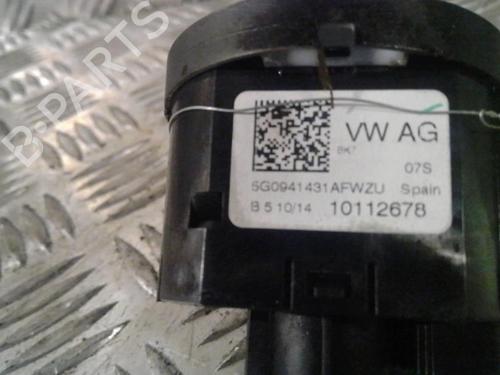 B-PARTS
VW AG
8K7
07S
5G0941431AFWZU Spain
B 5 10/14 10112678